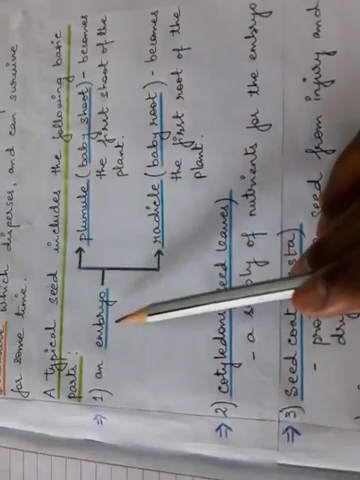 which disperses, and can survive
for some time.
A typical seed includes the following basic
parts:
⇒ 1) an embryo
plumule (baby shoot) - becomes
the first shoot of the
plant.
radicle (baby root) - becomes
the first root of the
plant.
⇒ 2) cotyledons seed leaves)
- a of nutrients for the embryo
⇒ 3) Seed coat
seed from injury and